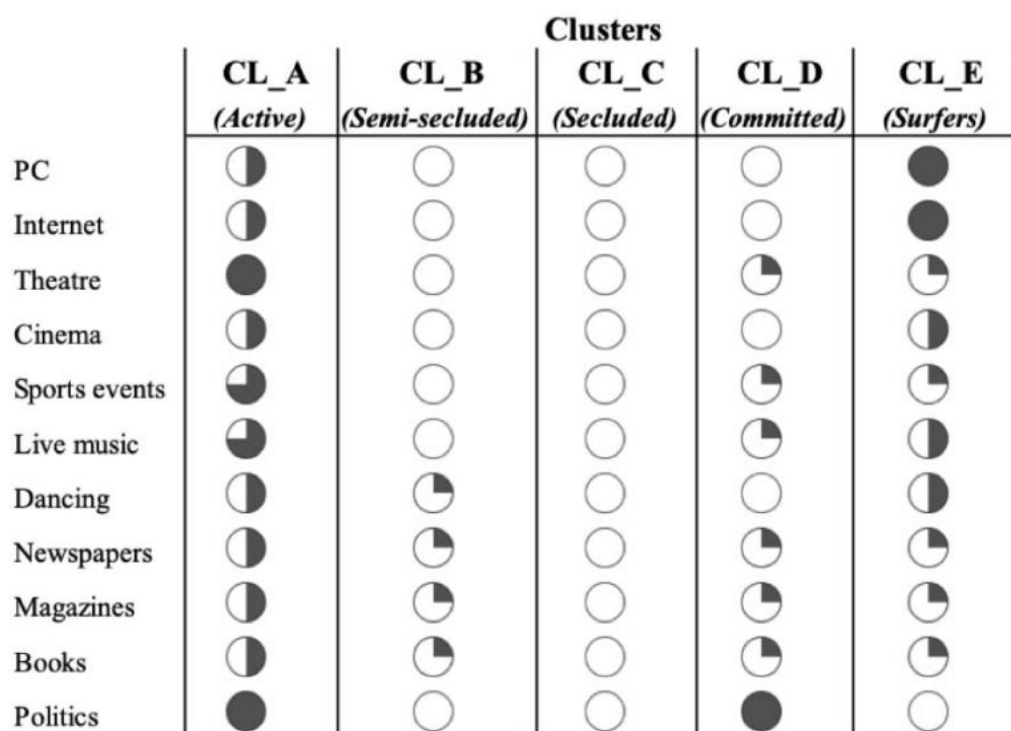 Clusters
CL_A CL_B CL_C CL_D CL_E
(Active) (Semi-secluded) (Secluded) (Committed) (Surfers)
PC
Internet
Theatre
Cinema
Sports events
Live music
Dancing
Newspapers
Magazines
Books
Politics